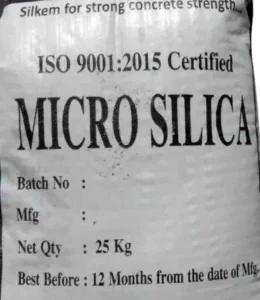 Silkem for strong concrete strength...
ISO 9001:2015 Certified
MICRO SILICA
Batch No :
Mfg :
Net Qty : 25 Kg
Best Before : 12 Months from the date of Mfg.